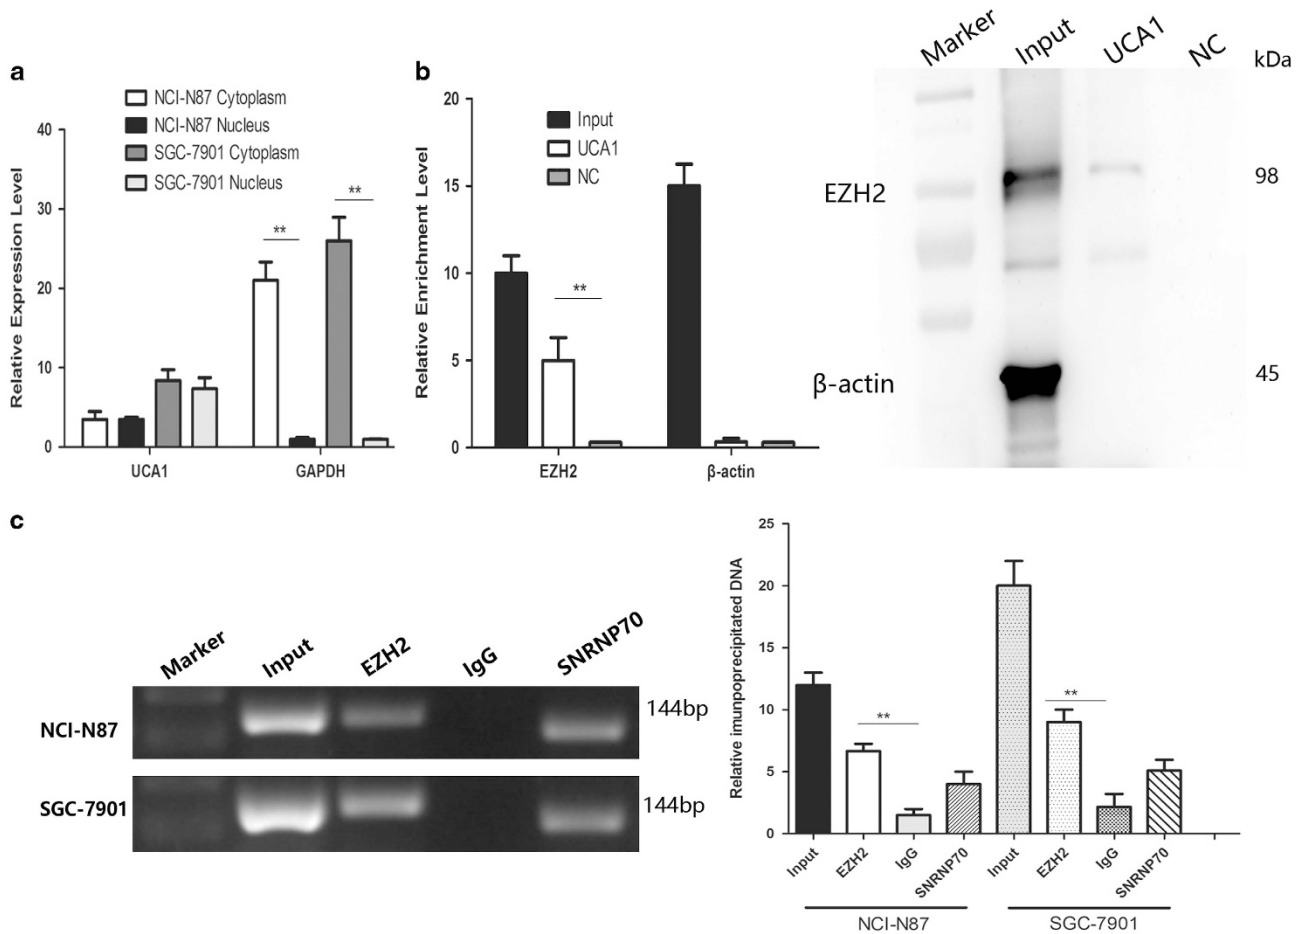 a
NCI-N87 Cytoplasm
NCI-N87 Nucleus
SGC-7901 Cytoplasm
SGC-7901 Nucleus
Relative Expression Level
40
30
20
10
0
**
**
UCA1
GAPDH
b
Input
UCA1
NC
Relative Enrichment Level
20
15
10
5
0
**
EZH2
β-actin
Marker
Input
UCA1
NC
kDa
EZH2
98
β-actin
45
c
Marker
Input
EZH2
IgG
SNRNP70
NCI-N87
144bp
SGC-7901
144bp
Relative imunpoprecipitated DNA
25
20
15
10
5
0
**
**
Input
EZH2
IgG
SNRNP70
Input
EZH2
IgG
SNRNP70
NCI-N87
SGC-7901